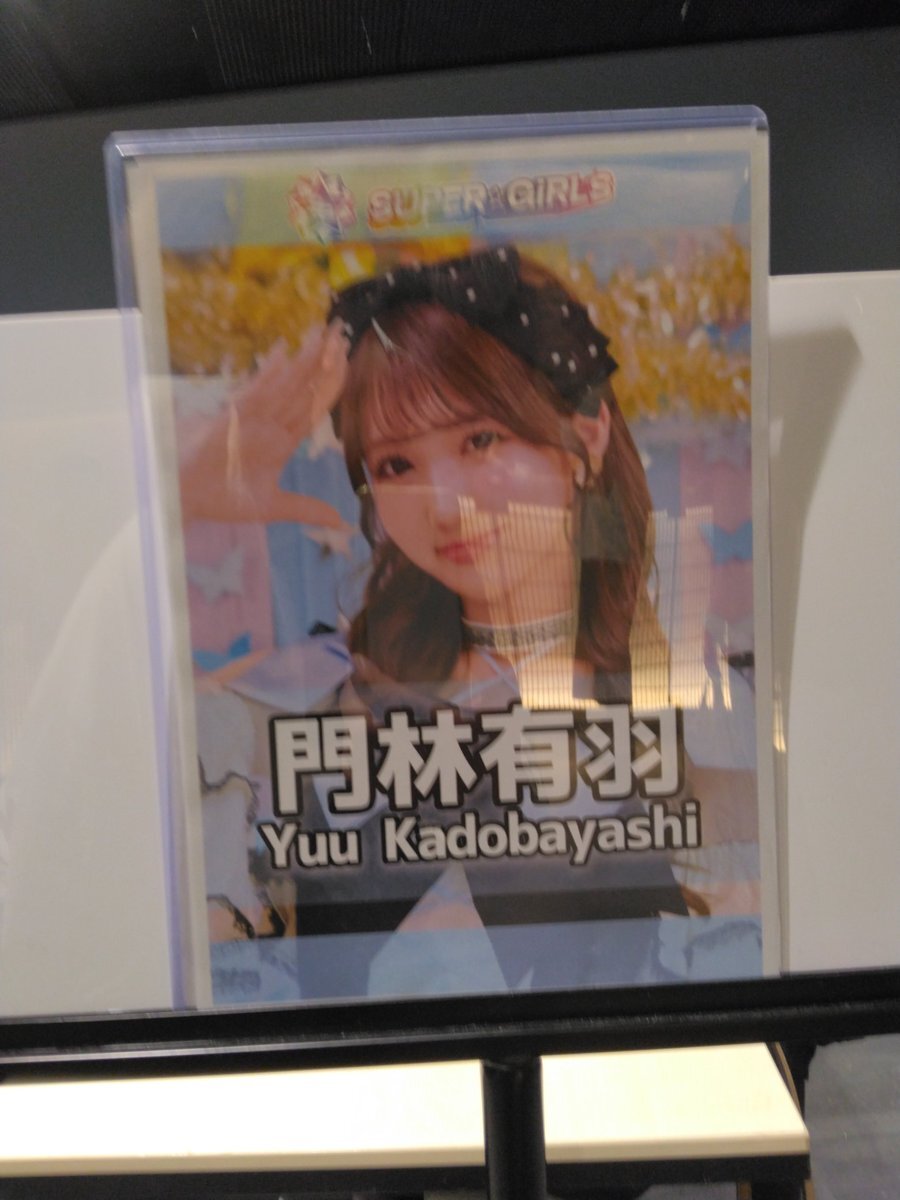 SUPER☆GiRLS
門林有羽
Yuu Kadobayashi